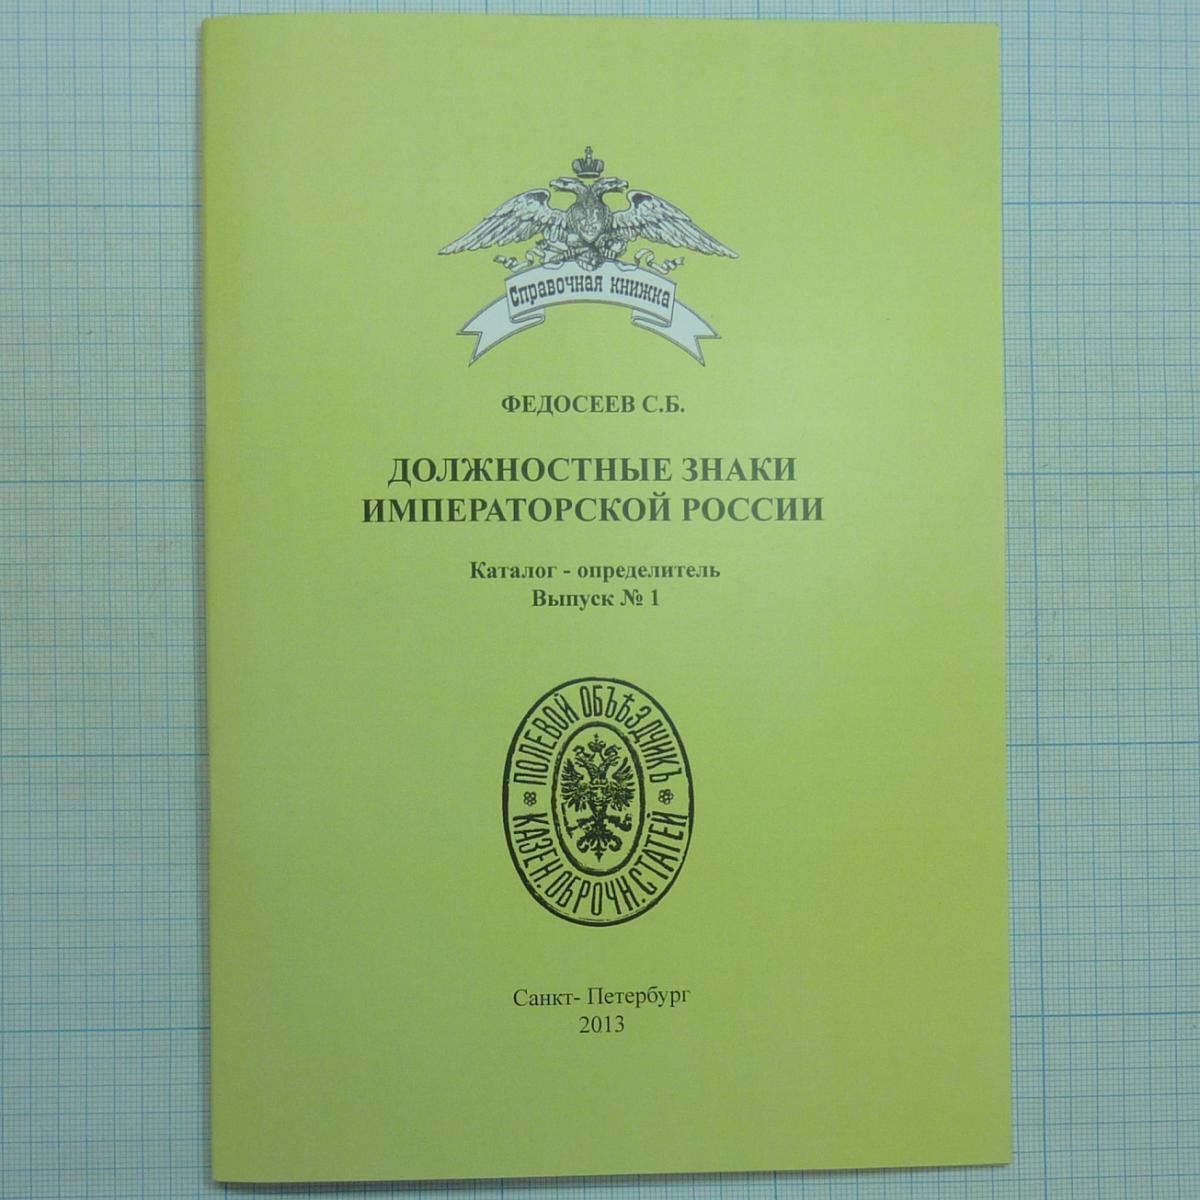 Справочная книжка
ФЕДОСЕЕВ С.Б.
ДОЛЖНОСТНЫЕ ЗНАКИ
ИМПЕРАТОРСКОЙ РОССИИ
Каталог - определитель
Выпуск № 1
ПОЛЕВОЙ ОБЪѢЗДЧИКЪ
КАЗЕН. ОБРОЧН. СТАТЕЙ
Санкт- Петербург
2013